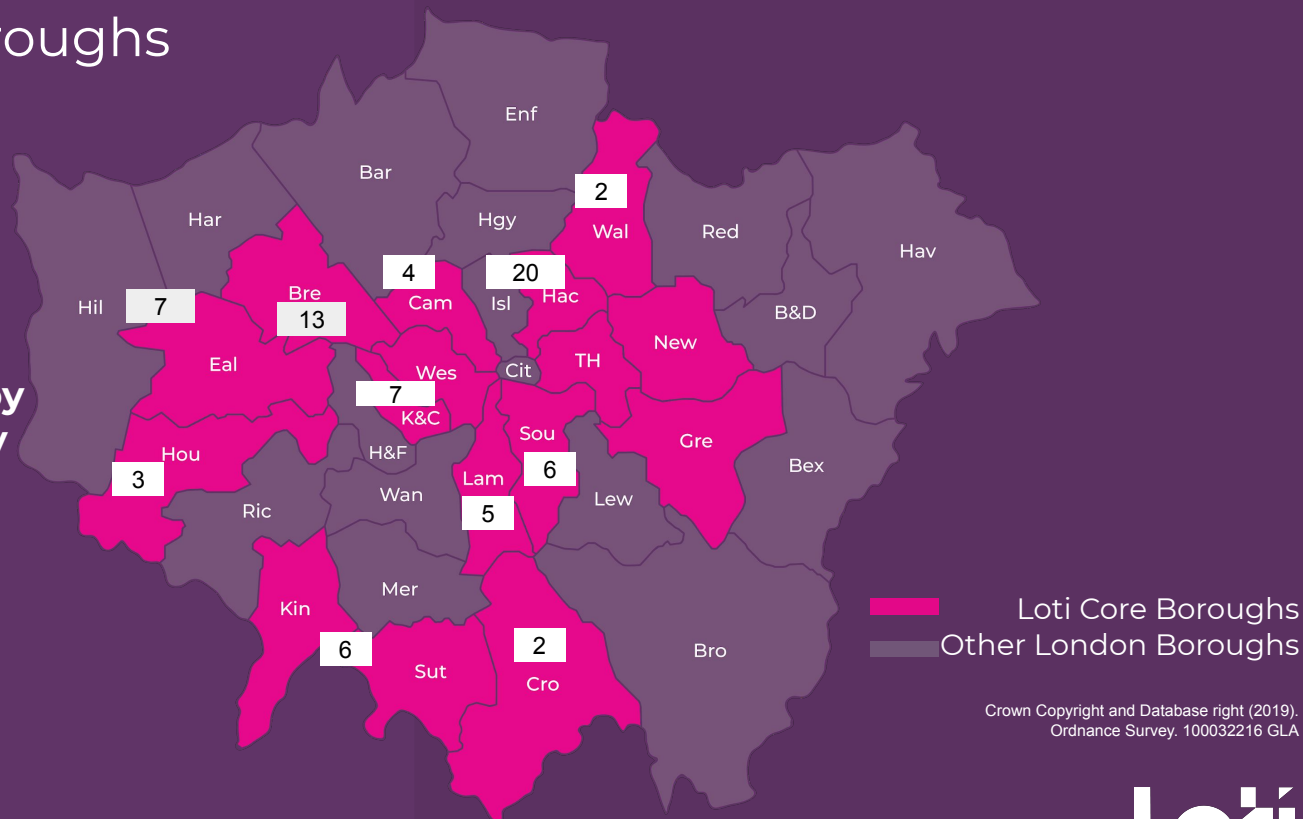 roughs
Enf
Bar
2
Har
Hgy
Wal
Red
Hav
4
20
Bre
Cam
Isl
Hac
Hil
7
13
B&D
New
Eal
Wes
Cit
TH
by
7
K&C
Sou
Gre
Hou
H&F
Bex
3
6
Lam
Wan
Lew
Ric
5
Mer
Kin
6
2
Bro
Sut
Cro
Loti Core Boroughs
Other London Boroughs
Crown Copyright and Database right (2019).
Ordnance Survey. 100032216 GLA
Loti